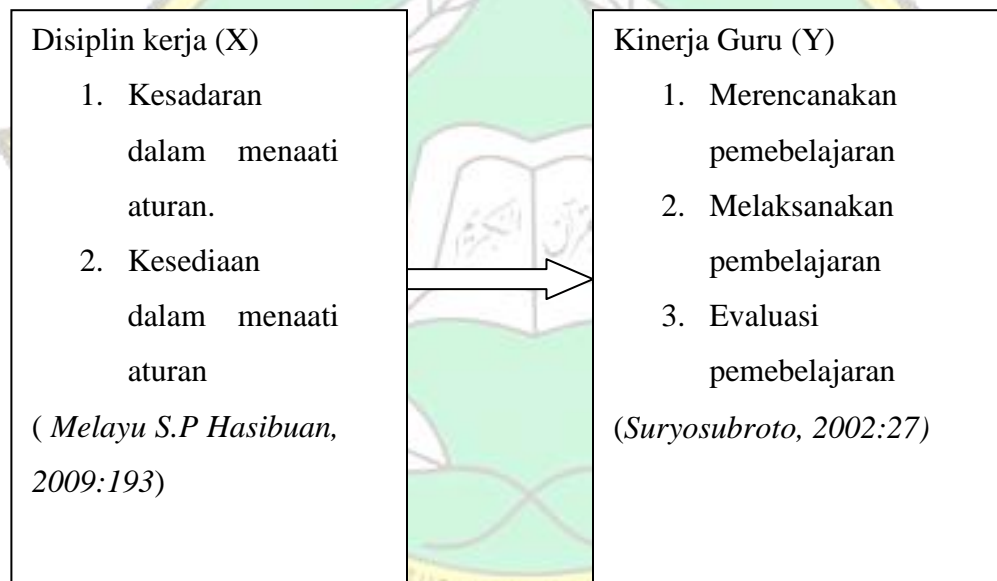 Disiplin kerja (X)
1. Kesadaran
dalam menaati
aturan.
2. Kesediaan
dalam menaati
aturan
( Melayu S.P Hasibuan,
2009:193)
Kinerja Guru (Y)
1. Merencanakan
pemebelajaran
2. Melaksanakan
pembelajaran
3. Evaluasi
pemebelajaran
(Suryosubroto, 2002:27)